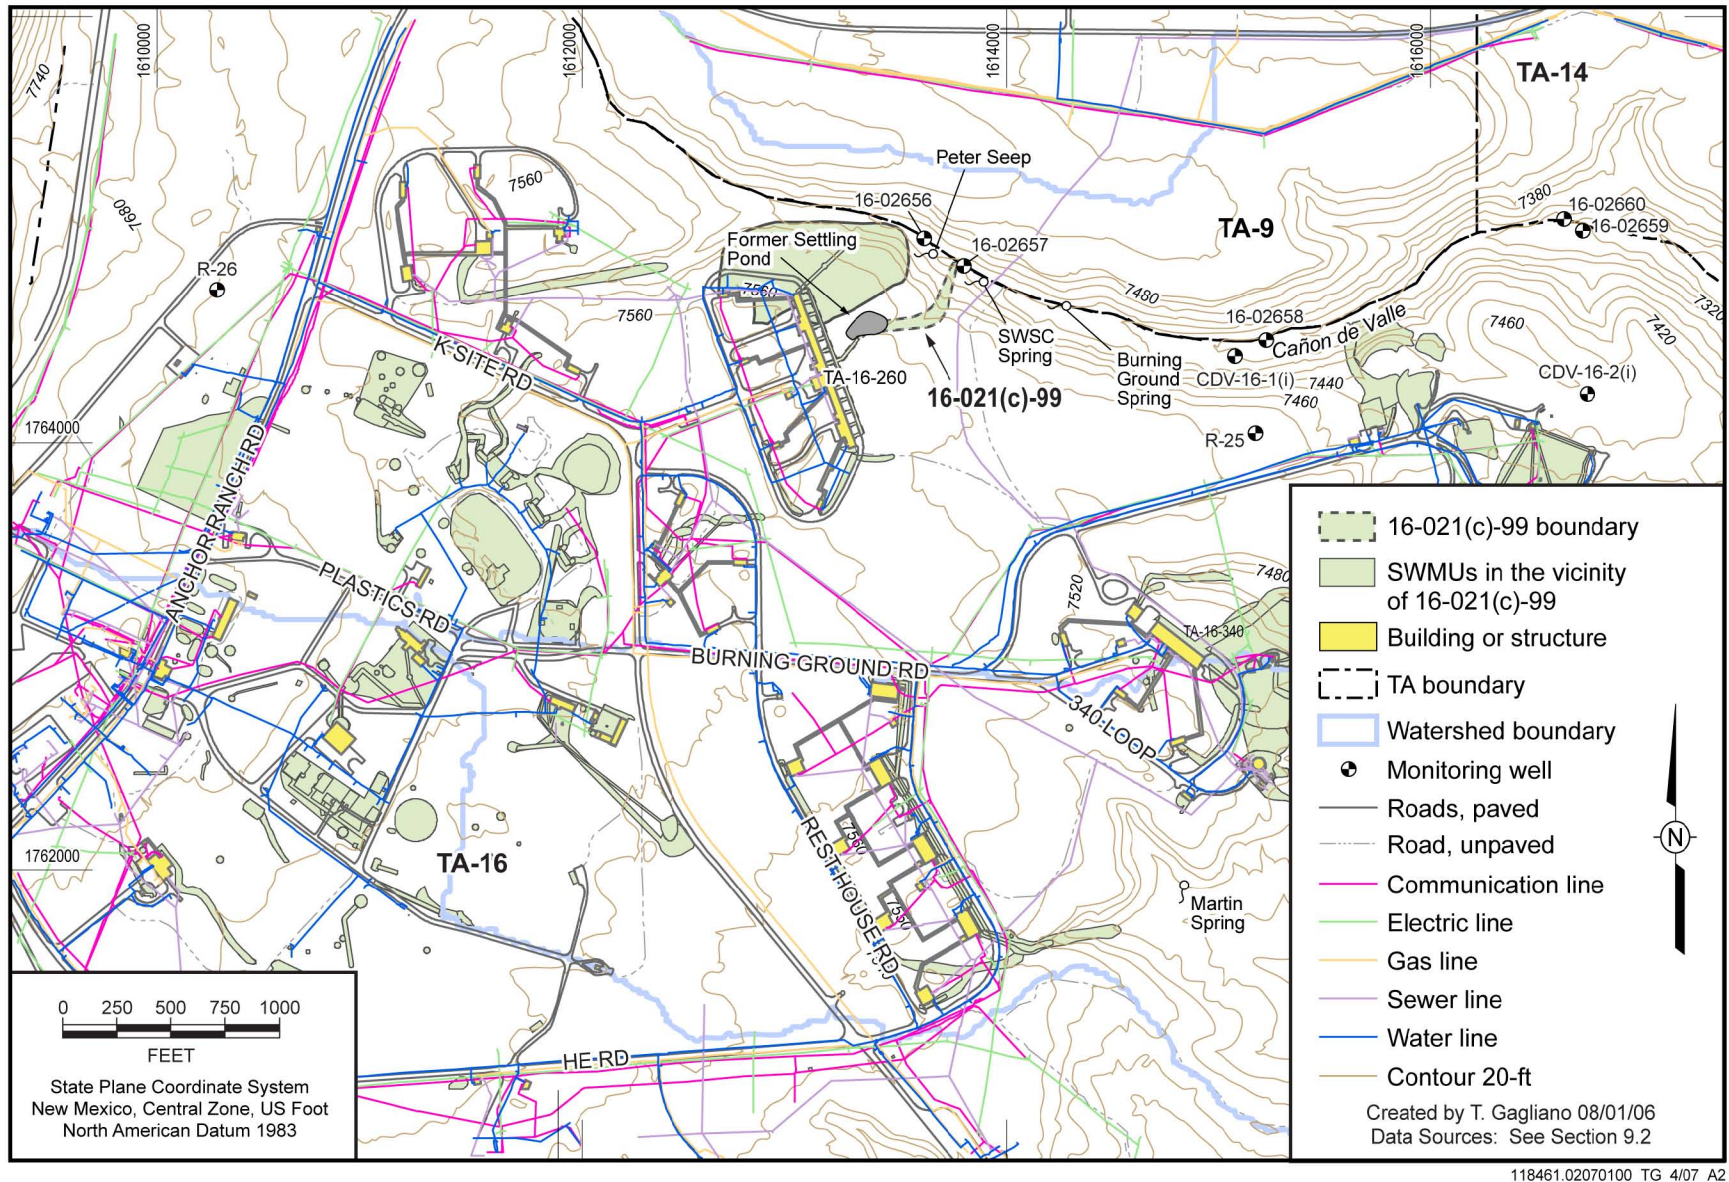 1610000
1612000
1614000
1616000
7740
TA-14
Peter Seep
7560
7380
16-02660
16-02656
16-02659
7680
TA-9
Former Settling
Pond
16-02657
R-26
7560
7480
7320
7560
16-02658
7460
7420
SWSC
Spring
Cañon de Valle
K-SITE RD
Burning
Ground
Spring
TA-16-260
CDV-16-1(i)
7440
CDV-16-2(i)
16-021(c)-99
7460
1764000
R-25
ANCHOR RANCH RD
PLASTICS RD
7520
7480
TA-16-340
BURNING GROUND RD
340 LOOP
1762000
TA-16
7560
RESTHOUSE RD
7550
Martin
Spring
HE RD
16-021(c)-99 boundary
SWMUs in the vicinity
of 16-021(c)-99
Building or structure
TA boundary
Watershed boundary
Monitoring well
Roads, paved
Road, unpaved
Communication line
Electric line
Gas line
Sewer line
Water line
Contour 20-ft
Created by T. Gagliano 08/01/06
Data Sources: See Section 9.2
N
0 250 500 750 1000
FEET
State Plane Coordinate System
New Mexico, Central Zone, US Foot
North American Datum 1983
118461.02070100 TG 4/07 A2